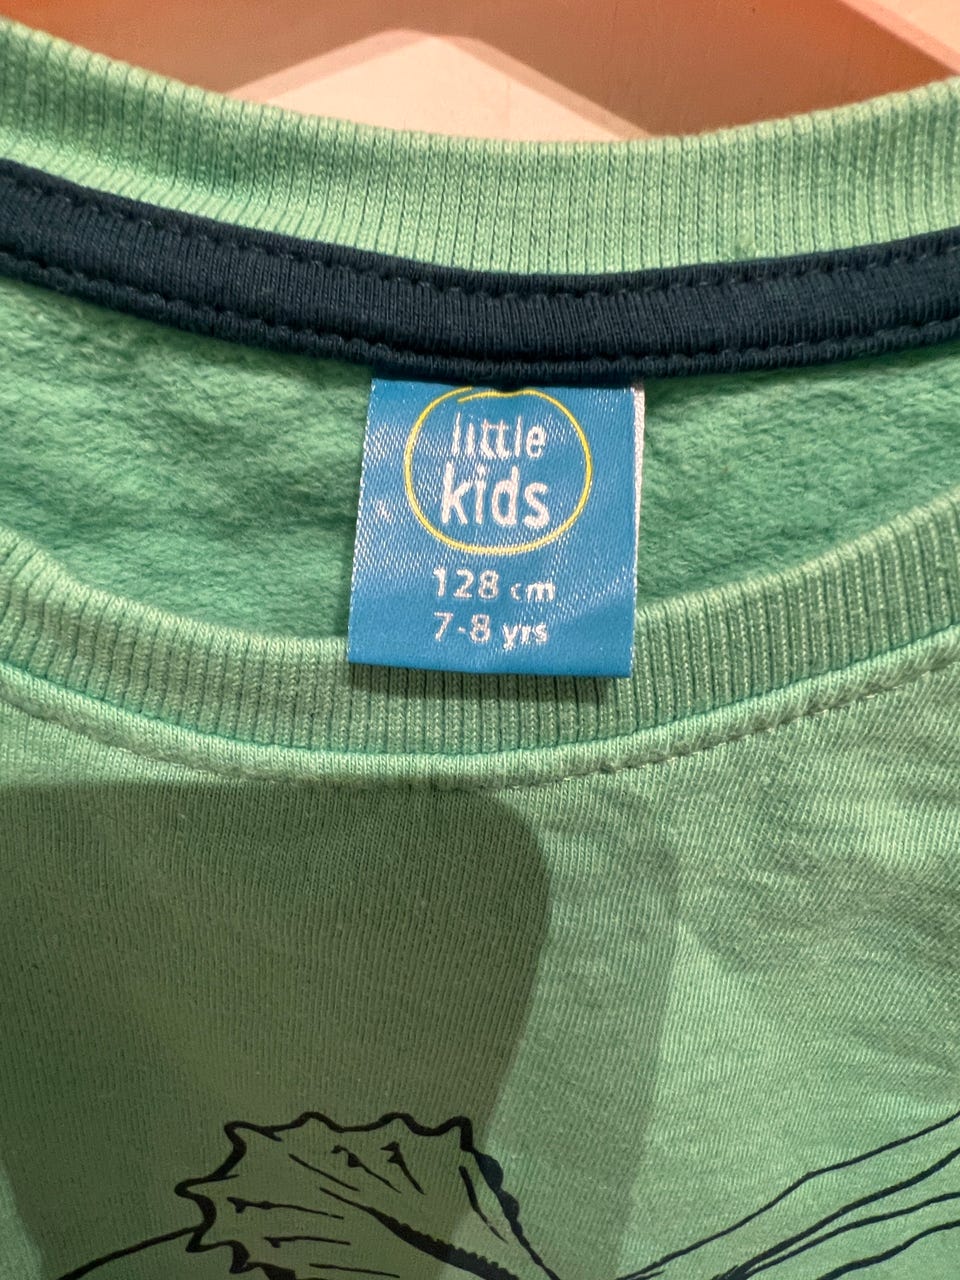 little
kids
128 cm
7-8 yrs